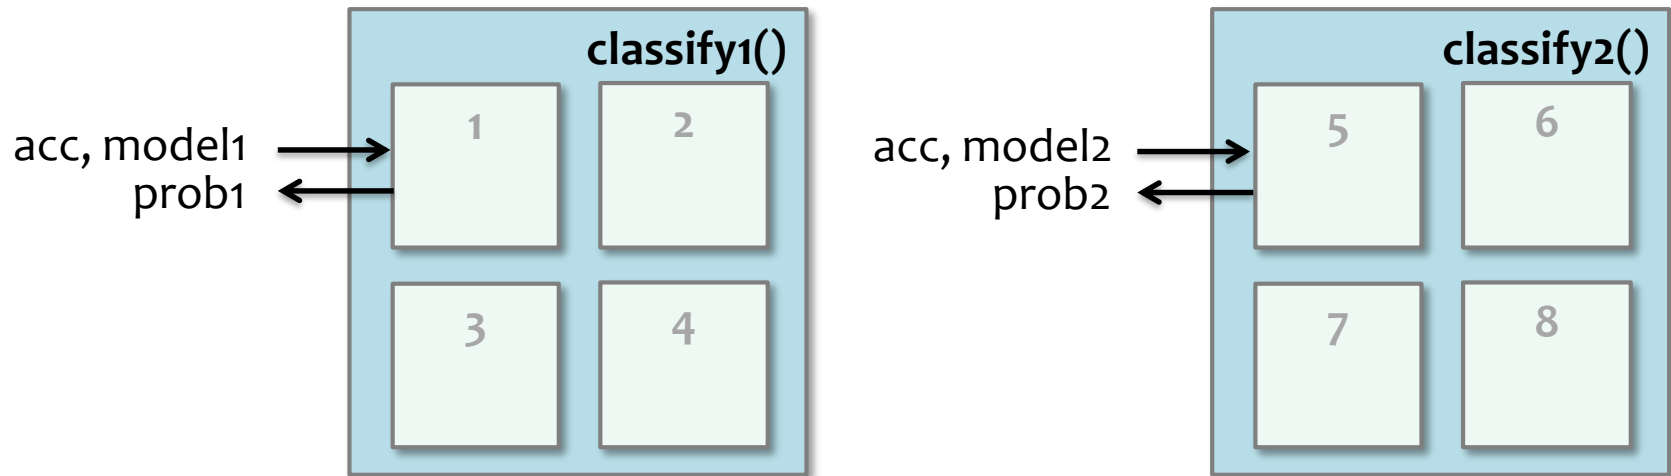 classify1()
1
2
acc, model1
prob1
3
4
classify2()
5
6
acc, model2
prob2
7
8